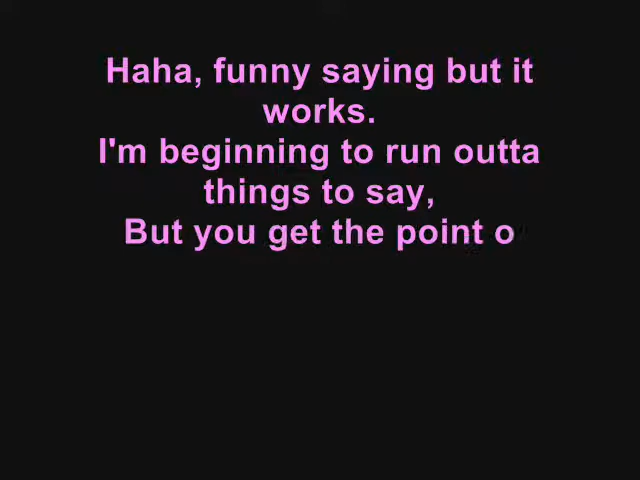 Haha, funny saying but it
works.
I'm beginning to run outta
things to say,
But you get the point o